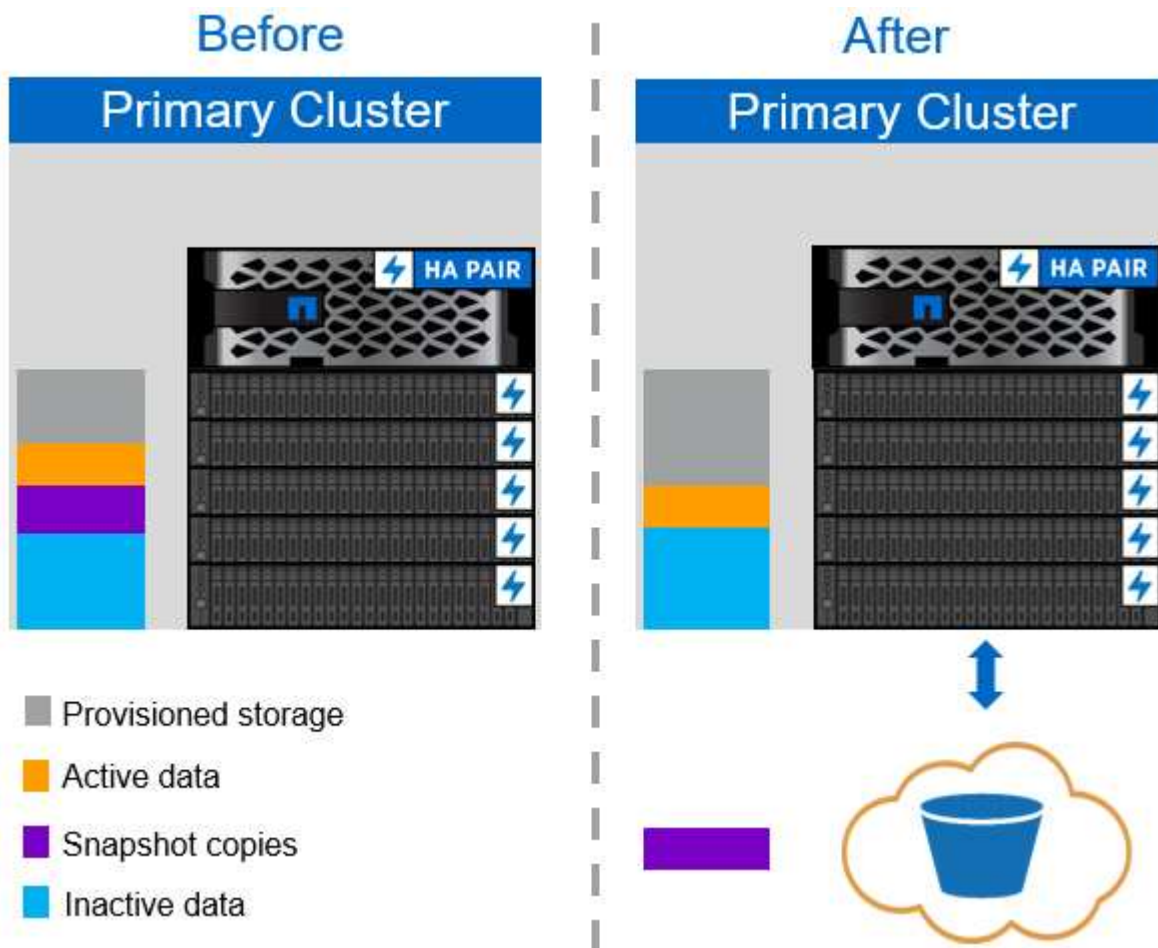 Before
After
Primary Cluster
Primary Cluster
HA PAIR
HA PAIR
Provisioned storage
Active data
Snapshot copies
Inactive data